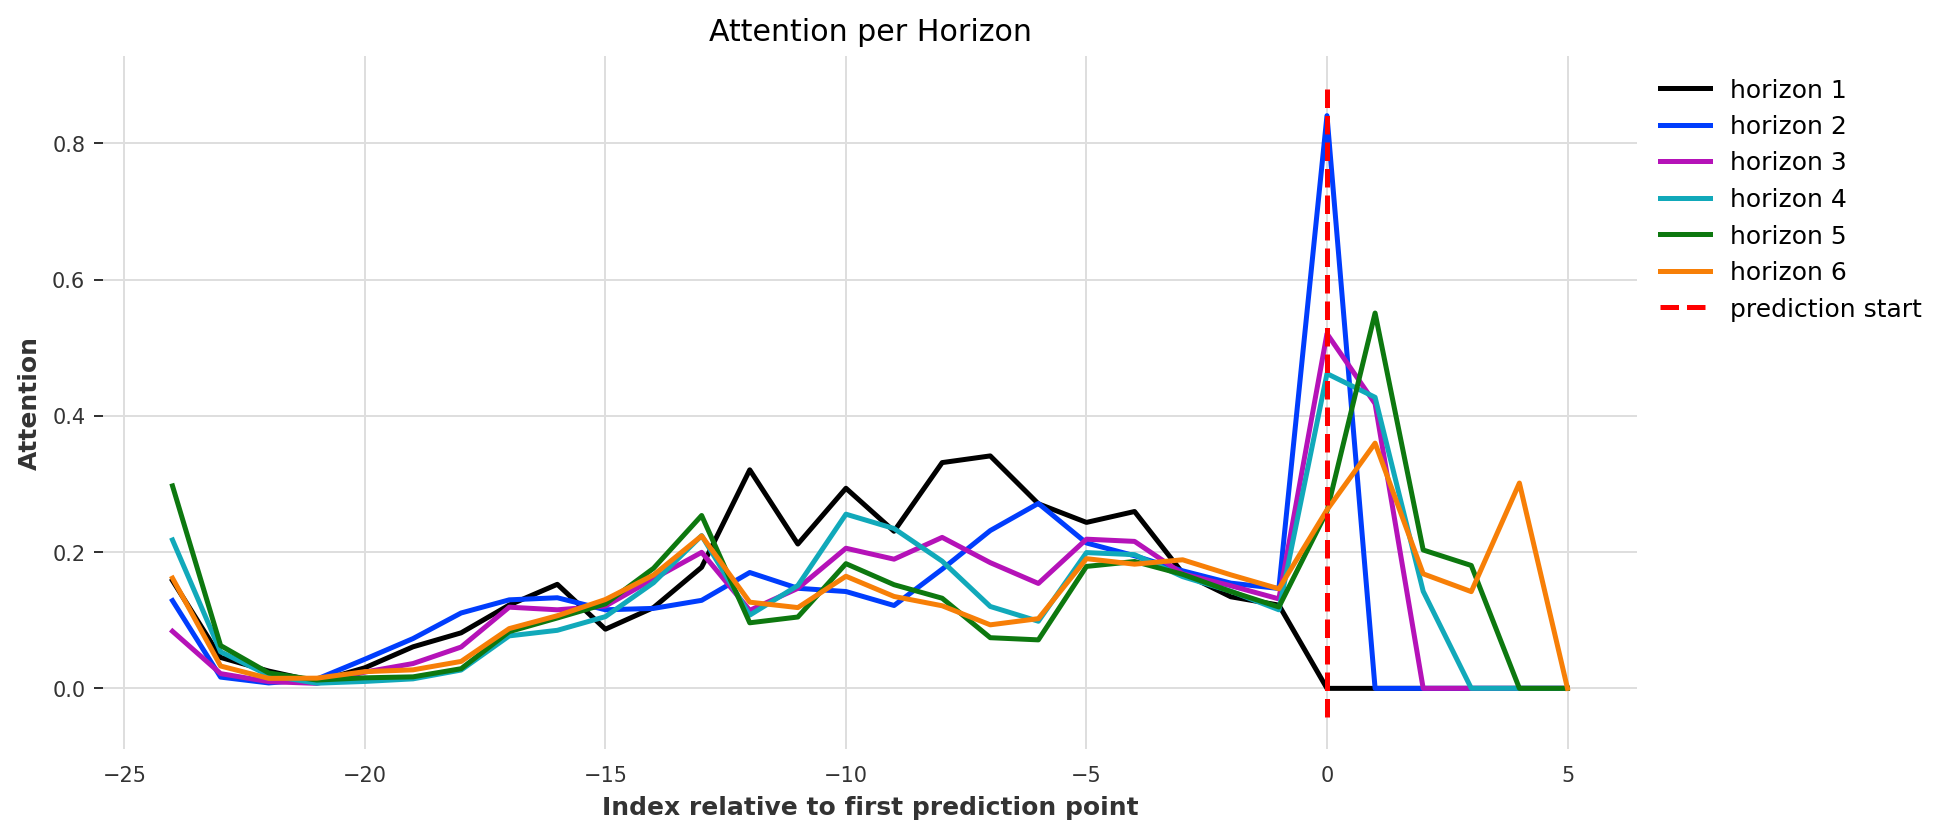 Attention per Horizon
horizon 1
horizon 2
horizon 3
horizon 4
horizon 5
horizon 6
prediction start
Attention
0.8
0.6
0.4
0.2
0.0
−25
−20
−15
−10
−5
0
5
Index relative to first prediction point